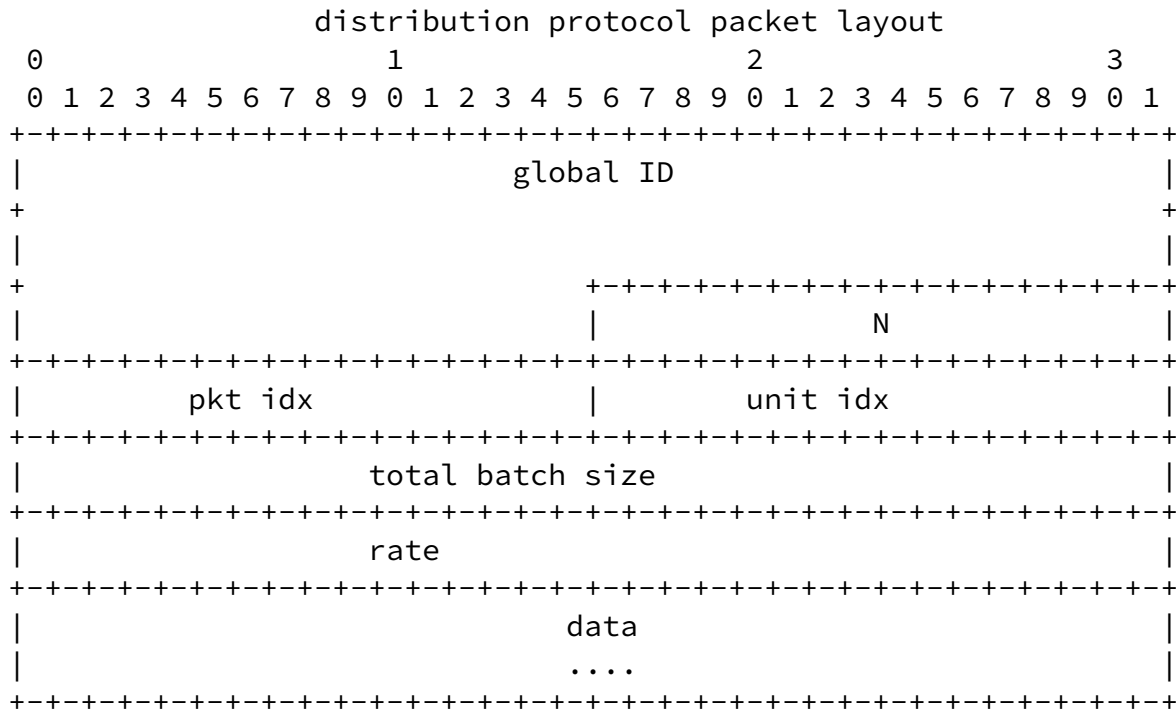 distribution protocol packet layout
0                   1                   2                   3
0 1 2 3 4 5 6 7 8 9 0 1 2 3 4 5 6 7 8 9 0 1 2 3 4 5 6 7 8 9 0 1
+-+-+-+-+-+-+-+-+-+-+-+-+-+-+-+-+-+-+-+-+-+-+-+-+-+-+-+-+-+-+-+-+
|                           global ID                           |
+                                                               +
|                                                               |
+                               +-+-+-+-+-+-+-+-+-+-+-+-+-+-+-+-+
|                               |               N               |
+-+-+-+-+-+-+-+-+-+-+-+-+-+-+-+-+-+-+-+-+-+-+-+-+-+-+-+-+-+-+-+-+
|         pkt idx               |        unit idx               |
+-+-+-+-+-+-+-+-+-+-+-+-+-+-+-+-+-+-+-+-+-+-+-+-+-+-+-+-+-+-+-+-+
|                   total batch size                            |
+-+-+-+-+-+-+-+-+-+-+-+-+-+-+-+-+-+-+-+-+-+-+-+-+-+-+-+-+-+-+-+-+
|                   rate                                        |
+-+-+-+-+-+-+-+-+-+-+-+-+-+-+-+-+-+-+-+-+-+-+-+-+-+-+-+-+-+-+-+-+
|                              data                             |
|                              ....                             |
+-+-+-+-+-+-+-+-+-+-+-+-+-+-+-+-+-+-+-+-+-+-+-+-+-+-+-+-+-+-+-+-+